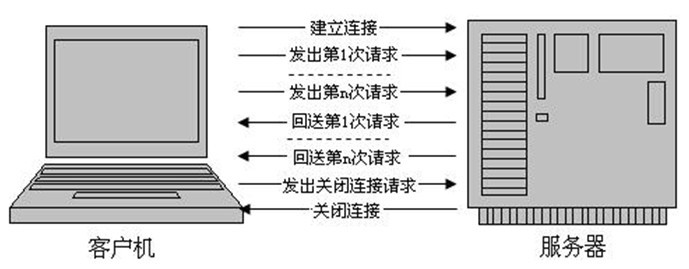 建立连接
发出第1次请求
发出第n次请求
回送第1次请求
回送第n次请求
发出关闭连接请求
关闭连接
客户机
服务器